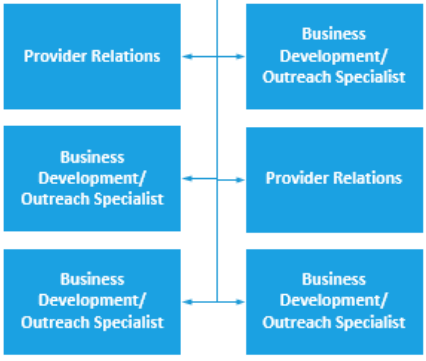 Provider Relations
Business
Development/
Outreach Specialist
Business
Development/
Outreach Specialist
Provider Relations
Business
Development/
Outreach Specialist
Business
Development/
Outreach Specialist